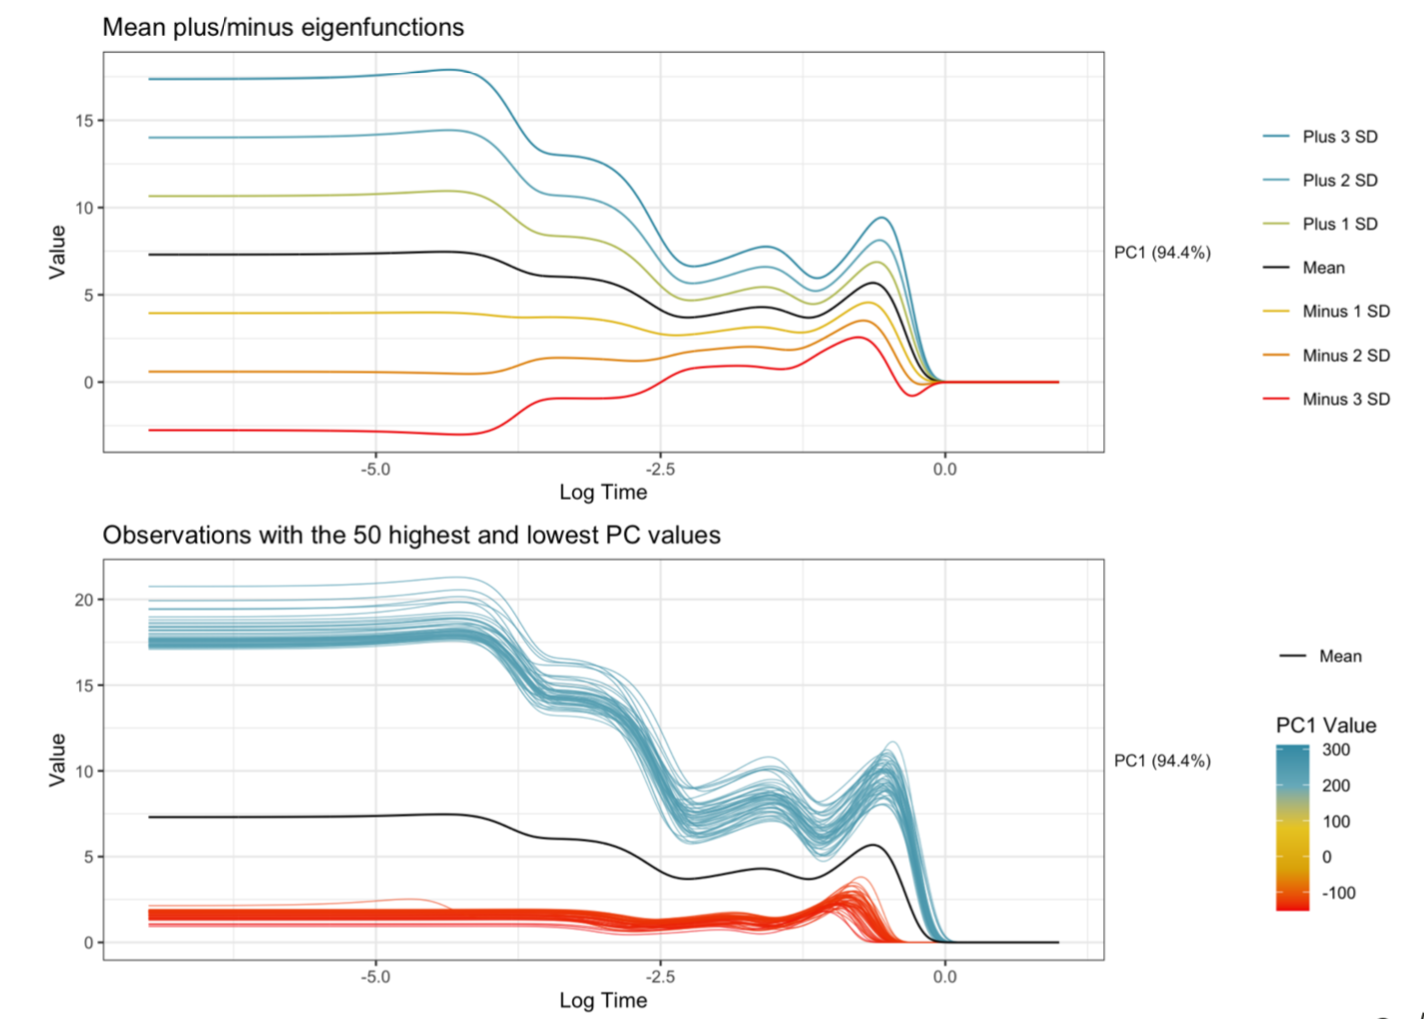 Mean plus/minus eigenfunctions
Value
15
10
5
0
-5.0
-2.5
0.0
Log Time
PC1 (94.4%)
Plus 3 SD
Plus 2 SD
Plus 1 SD
Mean
Minus 1 SD
Minus 2 SD
Minus 3 SD
Observations with the 50 highest and lowest PC values
Value
20
15
10
5
0
-5.0
-2.5
0.0
Log Time
PC1 (94.4%)
Mean
PC1 Value
300
200
100
0
-100